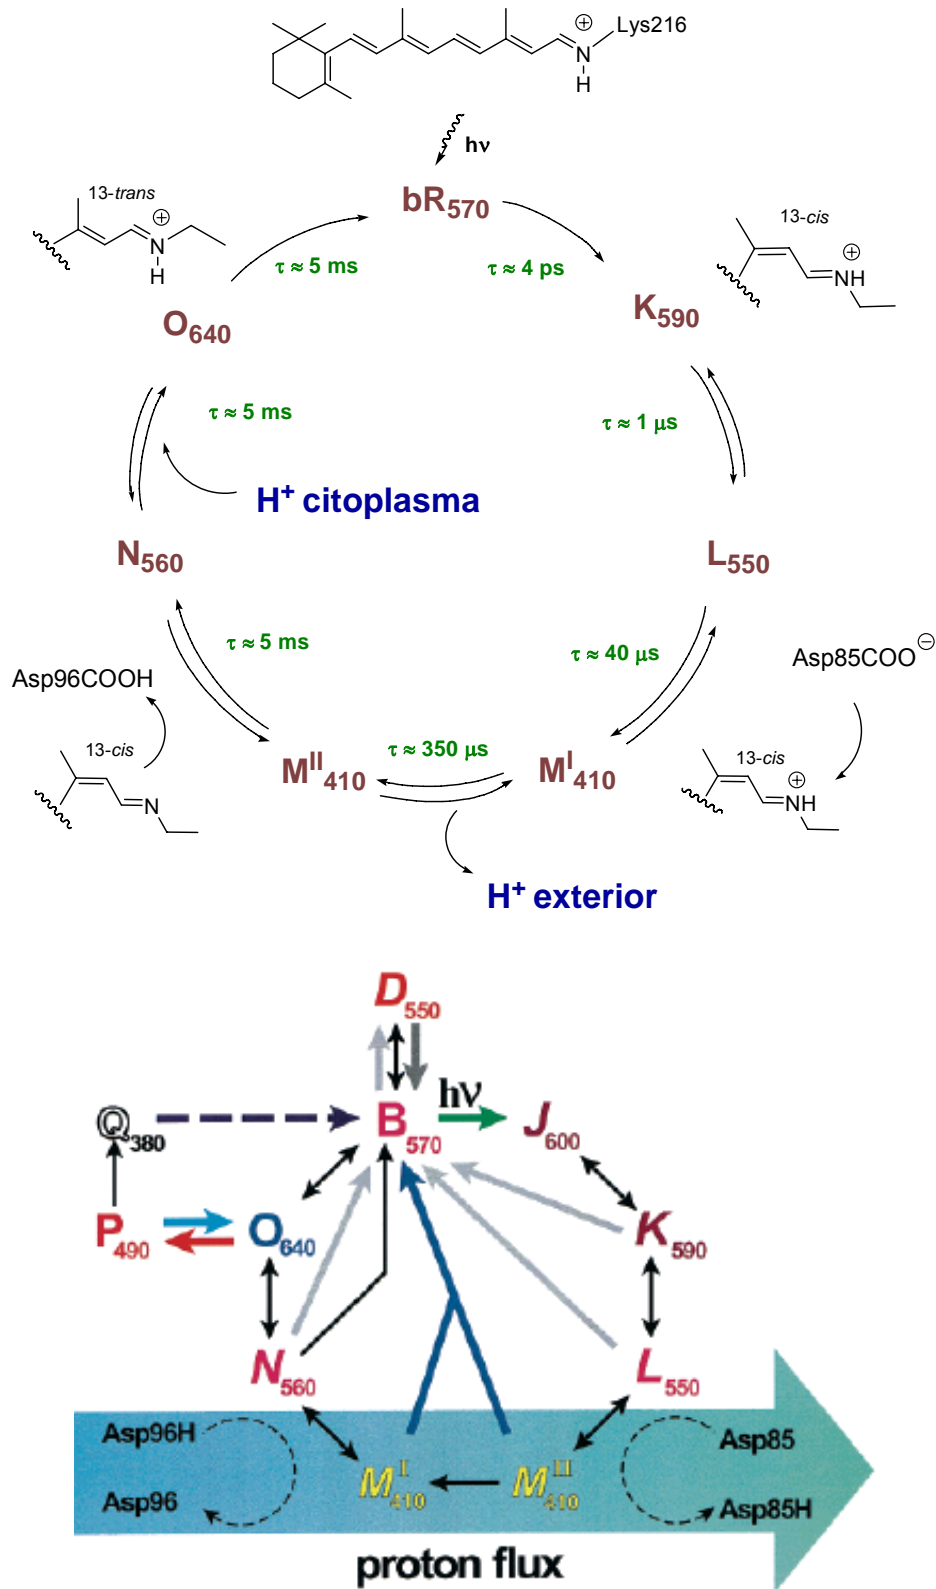 Lys216
⊕
N
H
hν
bR570
13-trans
⊕
N
H
τ ≈ 5 ms
τ ≈ 4 ps
13-cis
⊕
NH
O640
K590
τ ≈ 5 ms
τ ≈ 1 μs
H+ citoplasma
N560
L550
τ ≈ 5 ms
τ ≈ 40 μs
Asp85COO⊖
Asp96COOH
13-cis
N
τ ≈ 350 μs
MII410
MI410
13-cis
⊕
NH
H+ exterior
D550
hν
Q380
B570
J600
P490
O640
K590
N560
L550
Asp96H
Asp85
MI410
MII410
Asp96
Asp85H
proton flux